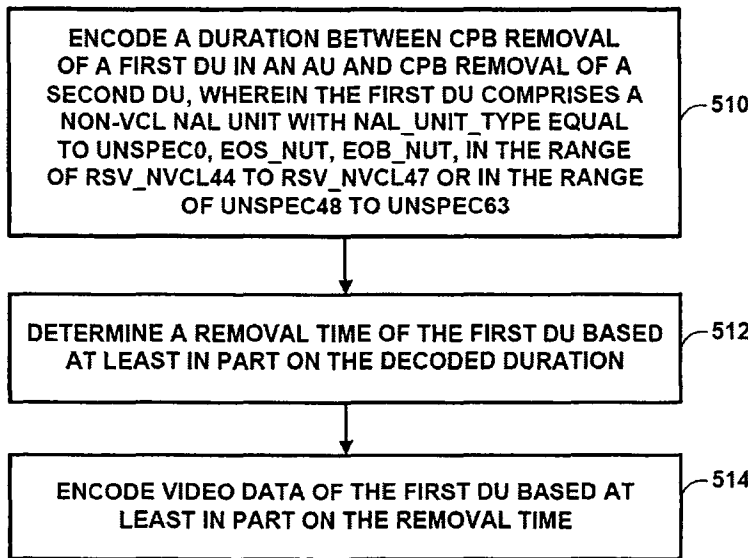 ENCODE A DURATION BETWEEN CPB REMOVAL
OF A FIRST DU IN AN AU AND CPB REMOVAL OF A
SECOND DU, WHEREIN THE FIRST DU COMPRISES A
NON-VCL NAL UNIT WITH NAL_UNIT_TYPE EQUAL
TO UNSPEC0, EOS_NUT, EOB_NUT, IN THE RANGE
OF RSV_NVCL44 TO RSV_NVCL47 OR IN THE RANGE
OF UNSPEC48 TO UNSPEC63
510
DETERMINE A REMOVAL TIME OF THE FIRST DU BASED
AT LEAST IN PART ON THE DECODED DURATION
512
ENCODE VIDEO DATA OF THE FIRST DU BASED AT
LEAST IN PART ON THE REMOVAL TIME
514